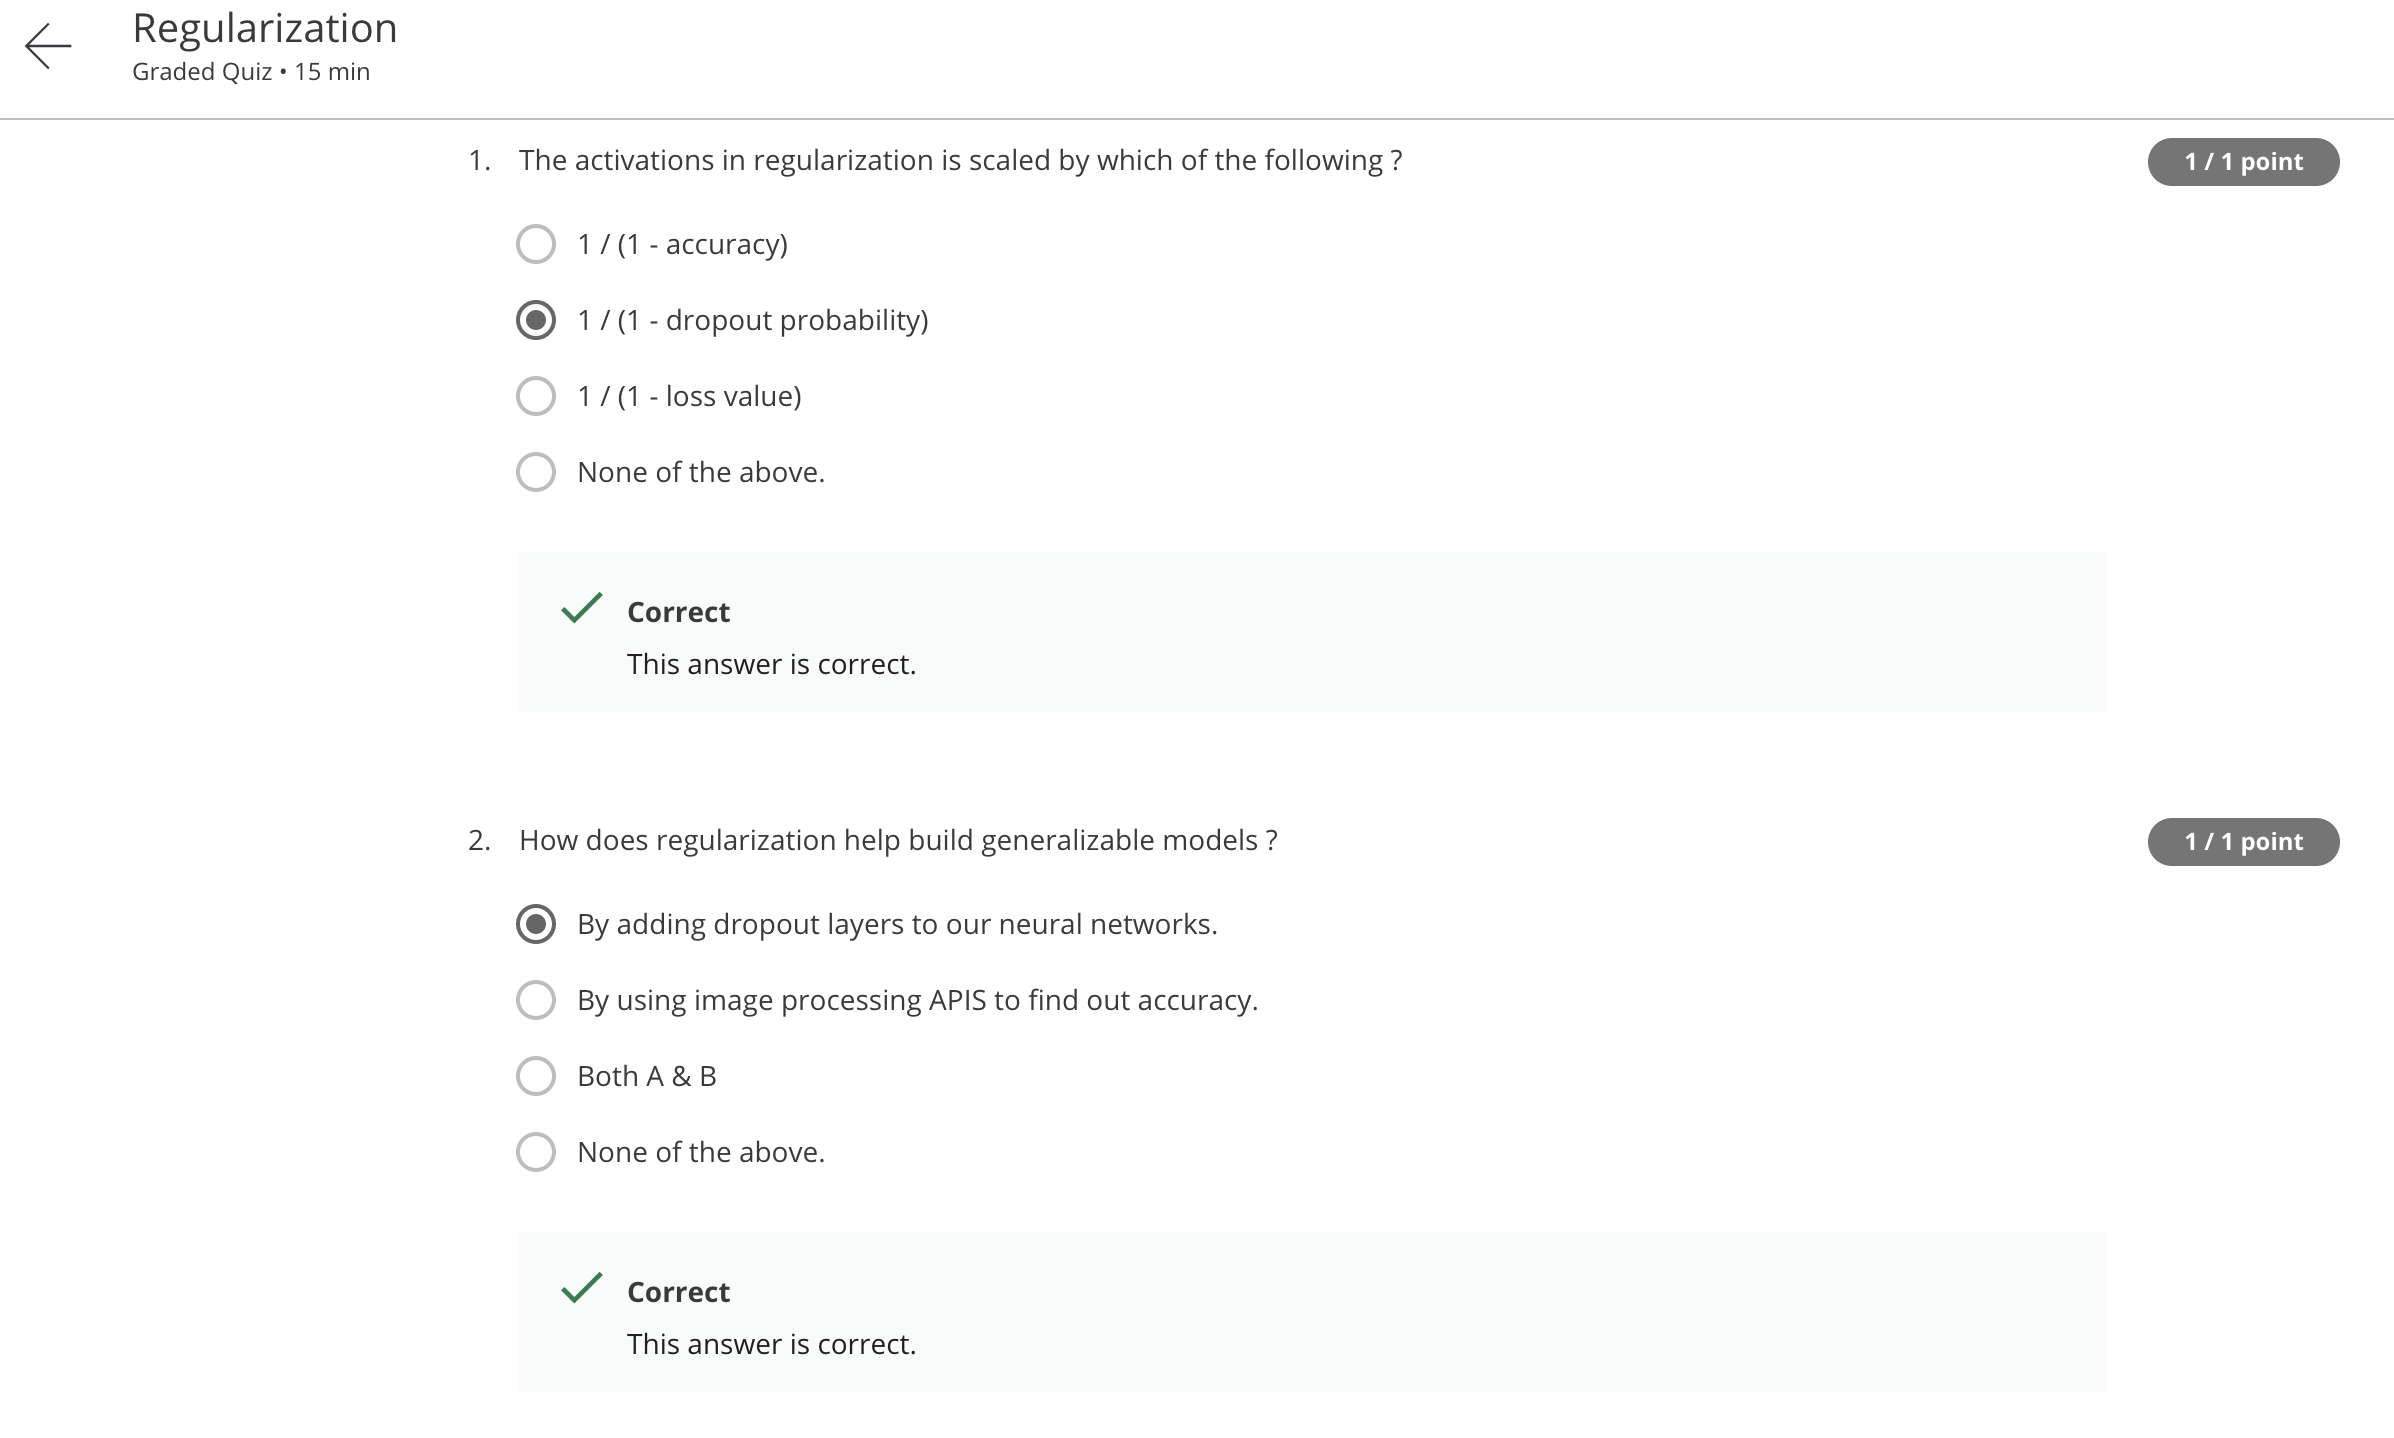 Regularization
Graded Quiz • 15 min
1. The activations in regularization is scaled by which of the following ?
1 / 1 point
1 / (1 - accuracy)
1 / (1 - dropout probability)
1 / (1 - loss value)
None of the above.
Correct
This answer is correct.
2. How does regularization help build generalizable models ?
1 / 1 point
By adding dropout layers to our neural networks.
By using image processing APIS to find out accuracy.
Both A & B
None of the above.
Correct
This answer is correct.